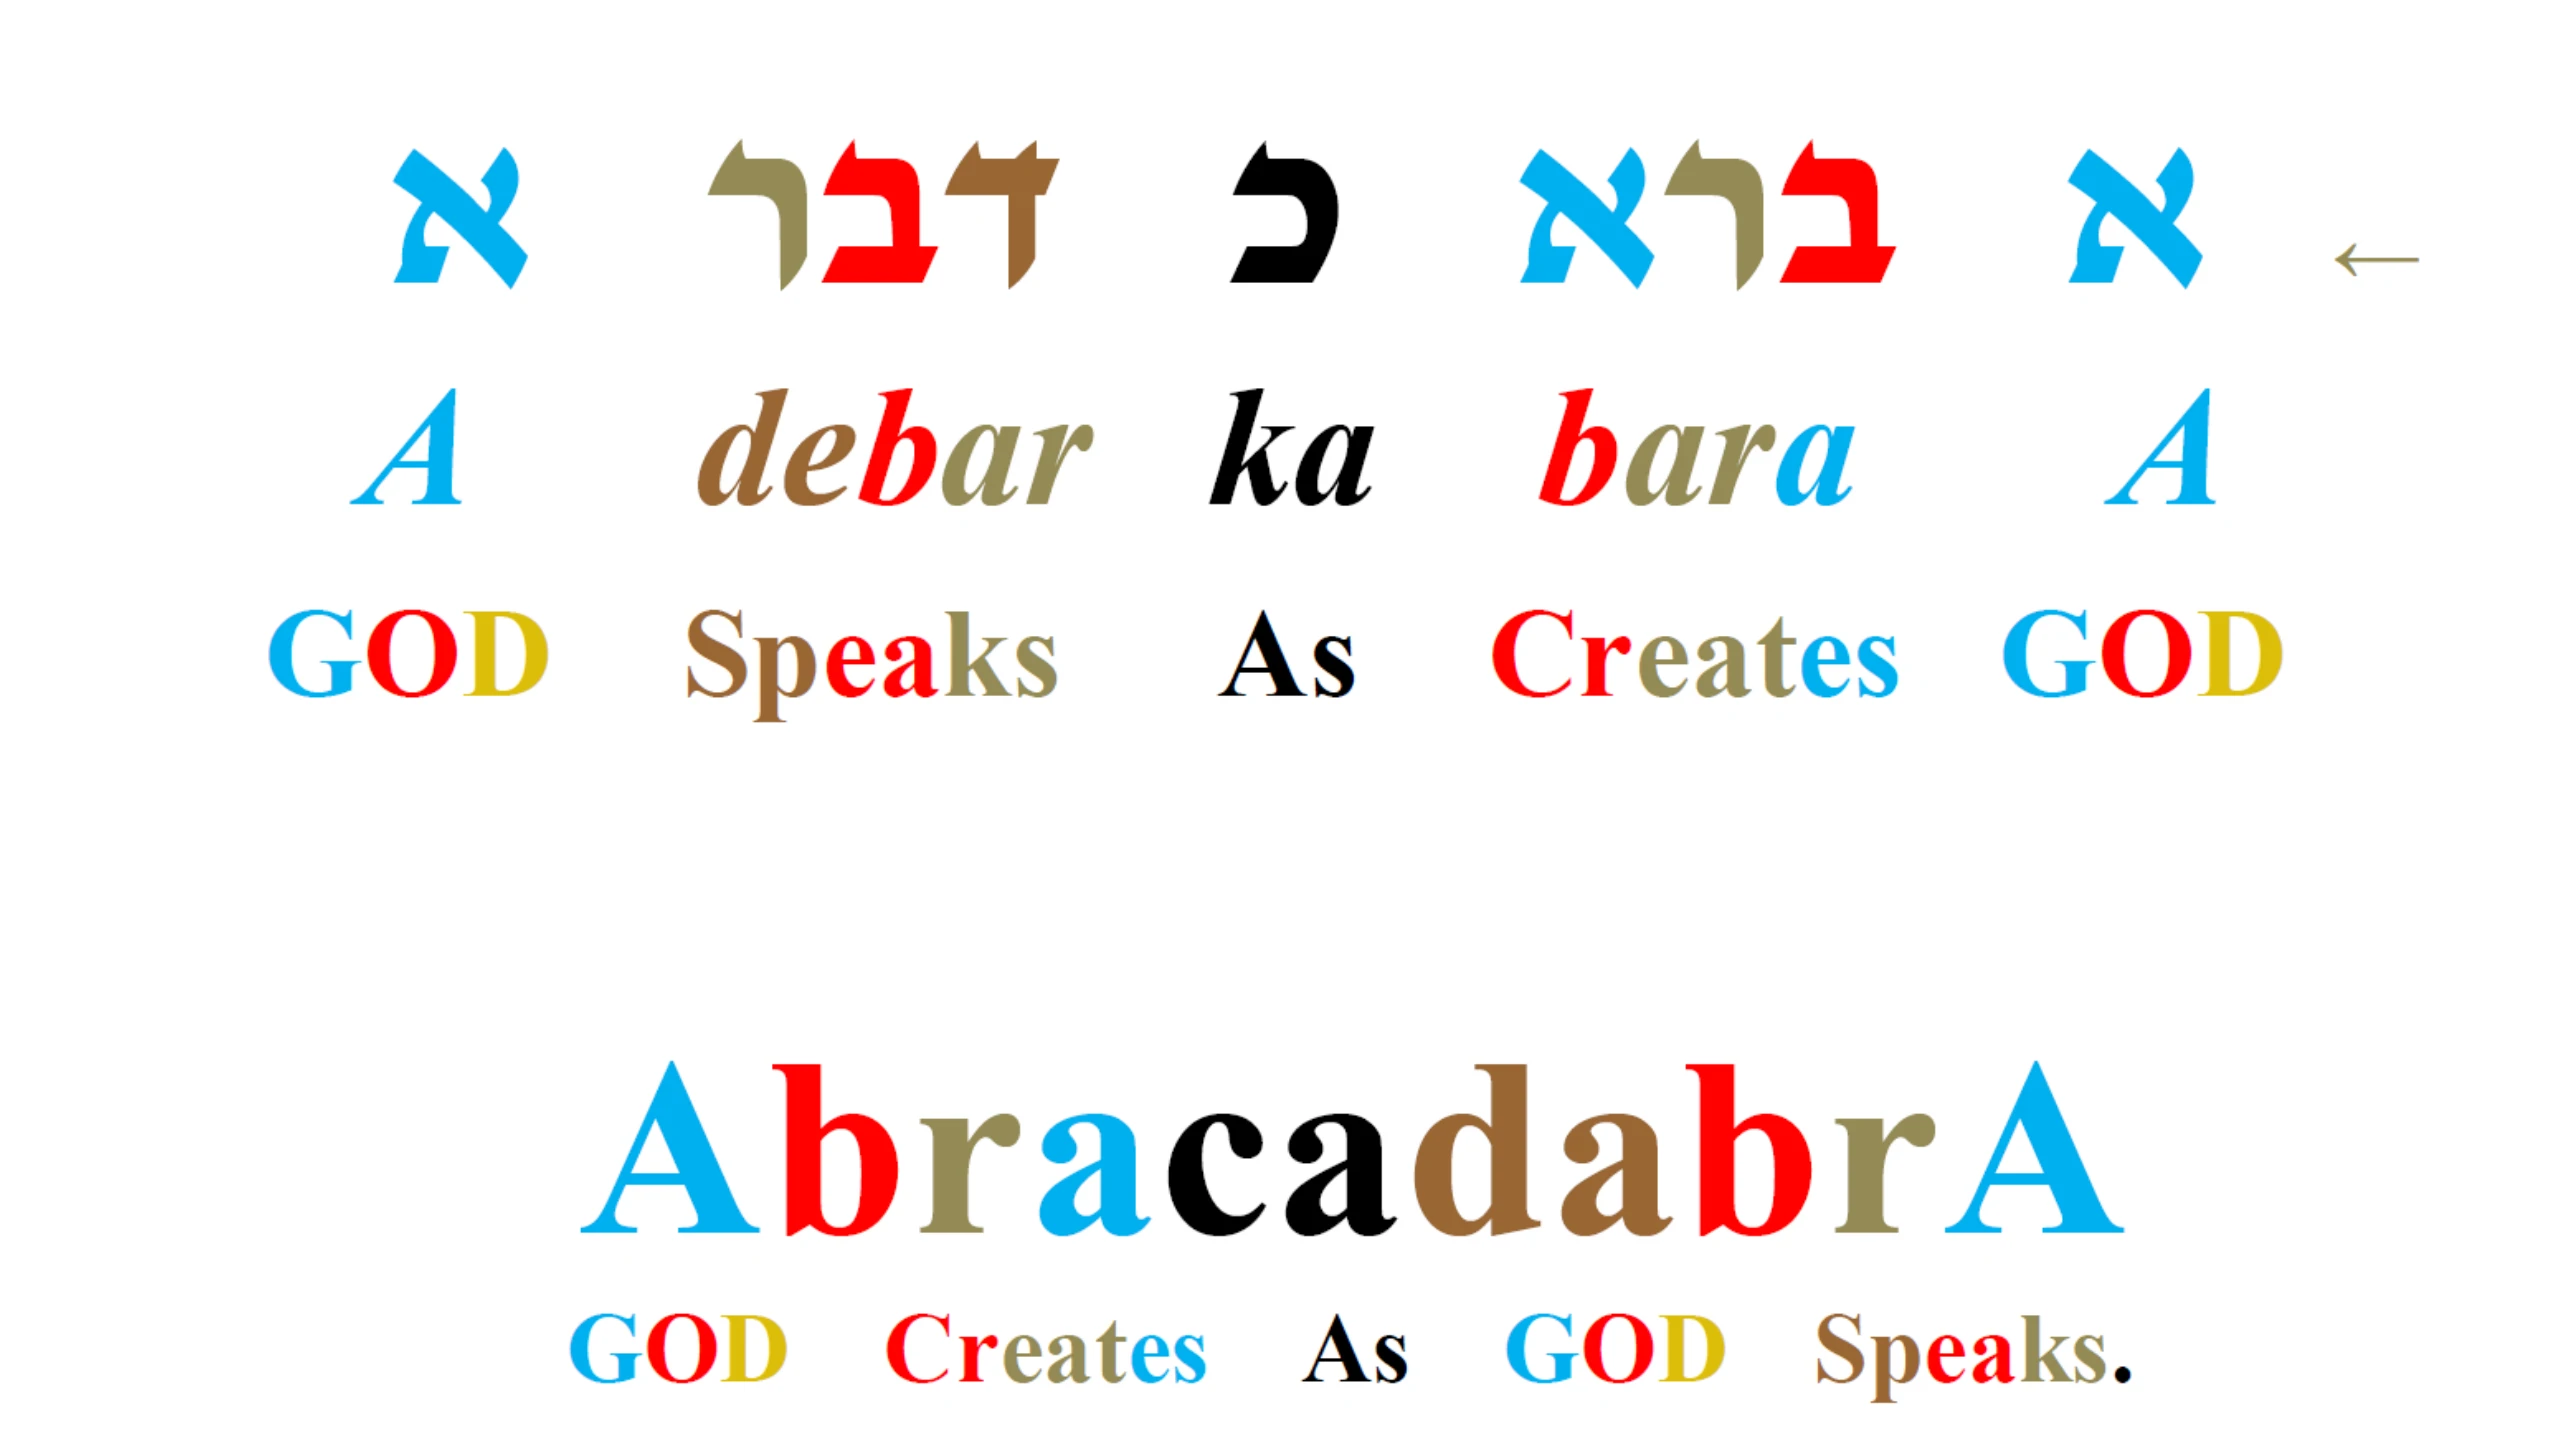 ← א ברא כ דבר א
A debar ka bara A
GOD Speaks As Creates GOD
AbracadabrA
GOD Creates As GOD Speaks.